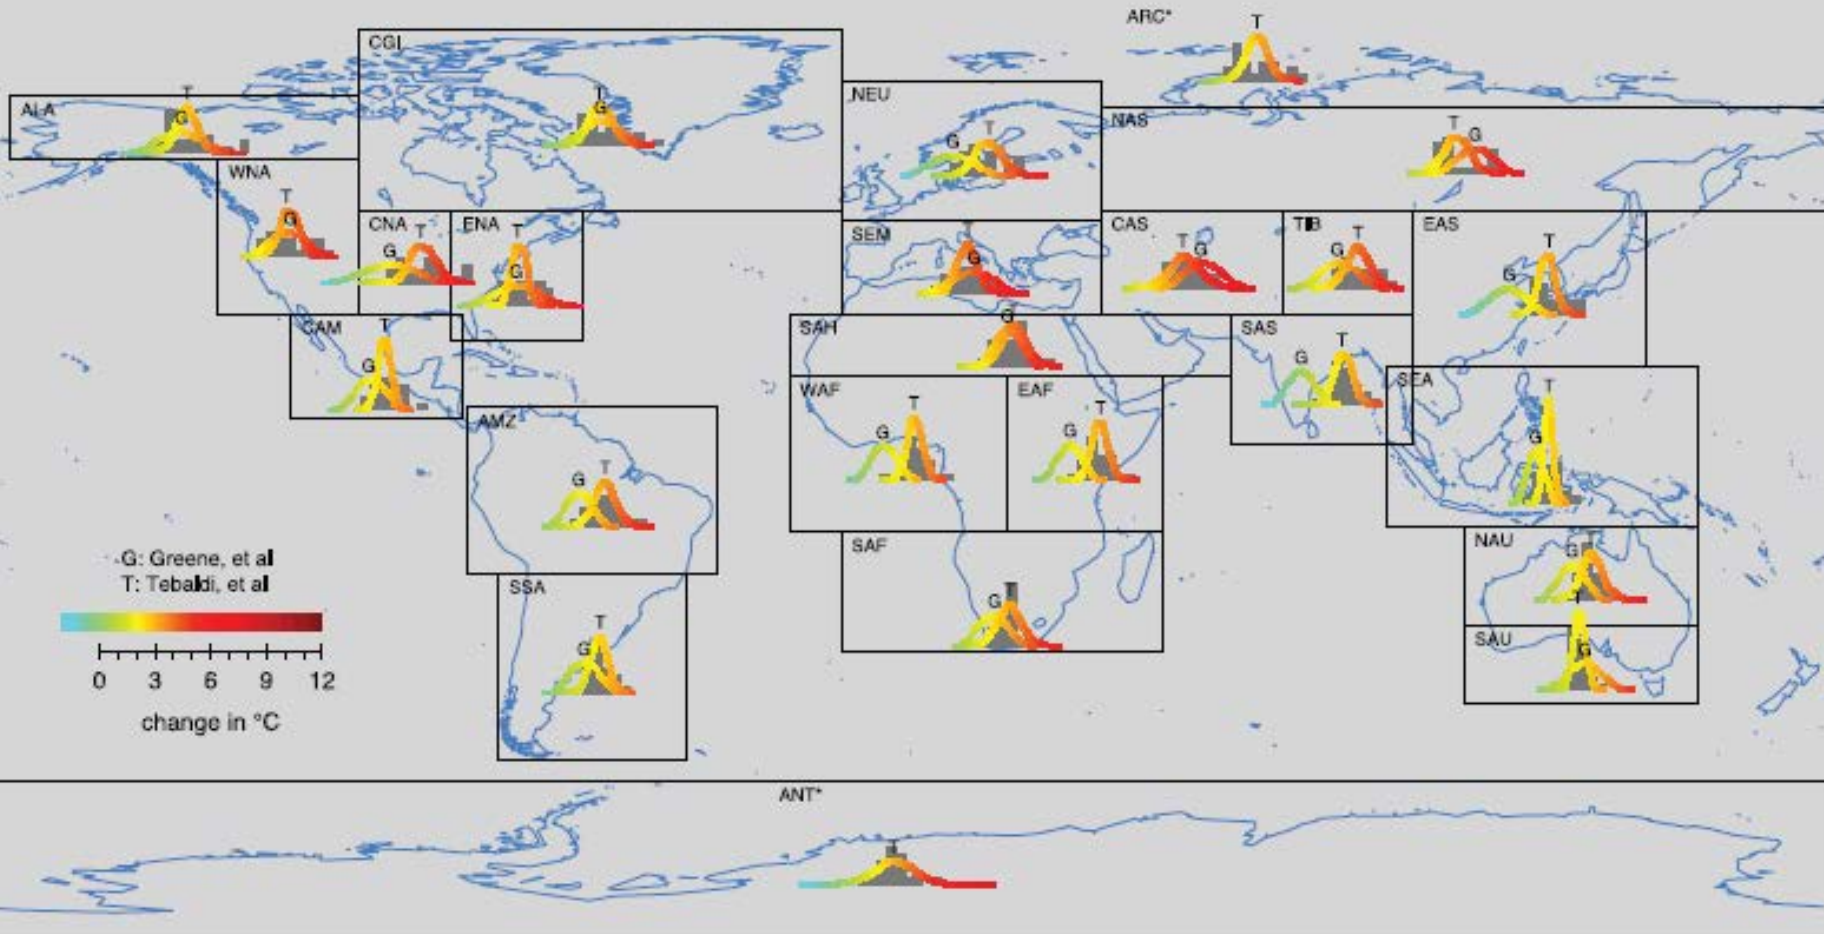 ARC*
T
CGI
T
G
ALA
T
G
NEU
G T
NAS
T G
WNA
T
G
CNA
G T
ENA
T
G
SEM
T
G
CAS
T G
TIB
G T
EAS
T
G
CAM
T
G
SAH
G
SAS
G T
WAF
G T
EAF
G T
SEA
T
G
AMZ
G T
NAU
G T
SAF
G T
SSA
T
G
SAU
T
G
G: Greene, et al
T: Tebaldi, et al
0 3 6 9 12
change in °C
ANT*
T